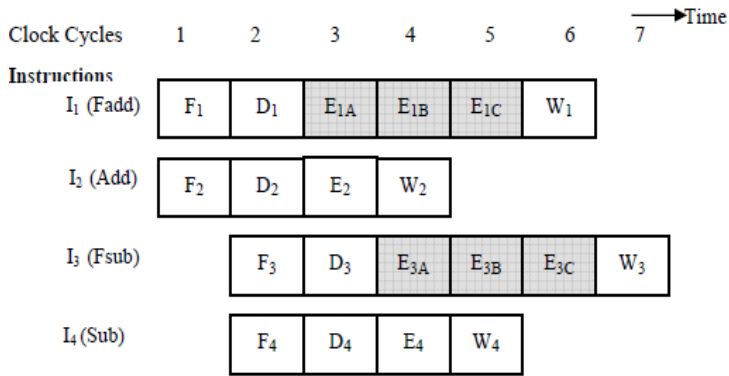 Time
Clock Cycles 1 2 3 4 5 6 7
Instructions
I1 (Fadd) F1 D1 E1A E1B E1C W1
I2 (Add) F2 D2 E2 W2
I3 (Fsub) F3 D3 E3A E3B E3C W3
I4 (Sub) F4 D4 E4 W4